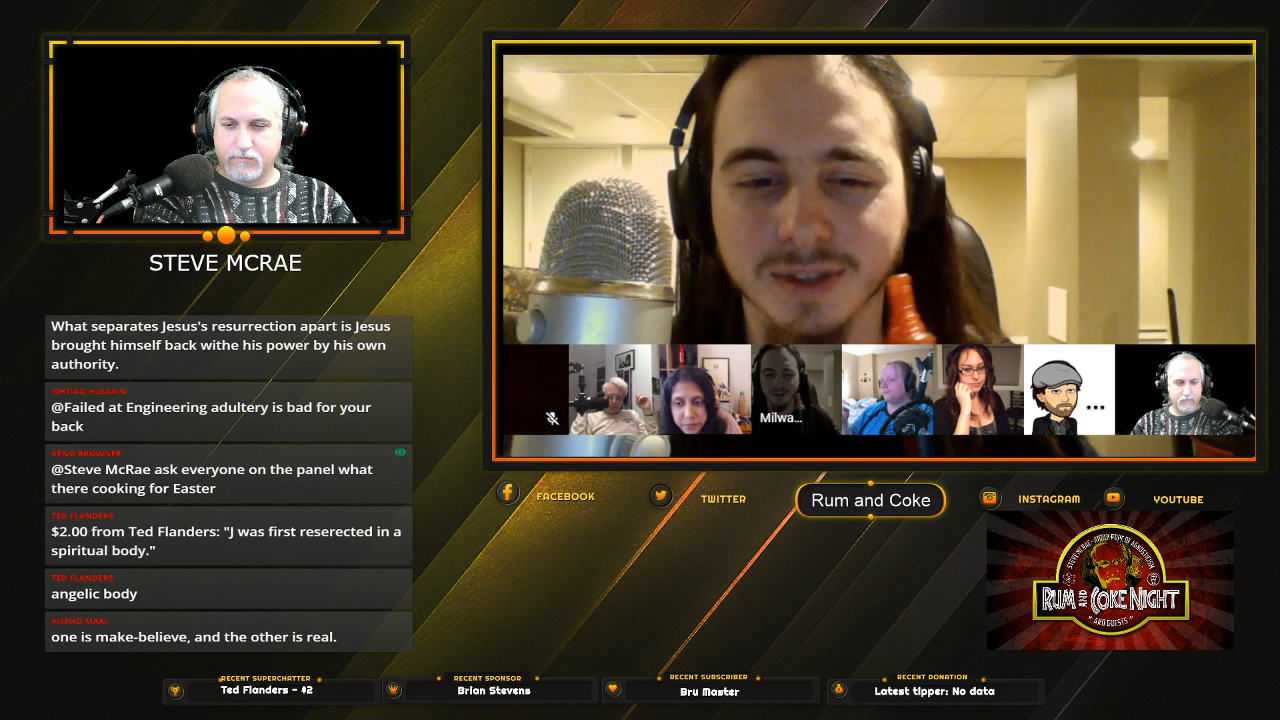 STEVE MCRAE
What separates Jesus's resurrection apart is Jesus
brought himself back withe his power by his own
authority.
ISHTIAQ HUSSAIN
@Failed at Engineering adultery is bad for your
back
KENO BROWNER
@Steve McRae ask everyone on the panel what
there cooking for Easter
TED FLANDERS
$2.00 from Ted Flanders: "J was first reserected in a
spiritual body."
TED FLANDERS
angelic body
KIMMO MAKI
one is make-believe, and the other is real.
Milwa...
FACEBOOK
TWITTER
Rum and Coke
INSTAGRAM
YOUTUBE
RUM AND COKE NIGHT
AND GUESTS
RECENT SUPERCHATTER
Ted Flanders - $2
RECENT SPONSOR
Brian Stevens
RECENT SUBSCRIBER
Bru Master
RECENT DONATION
Latest tipper: No data